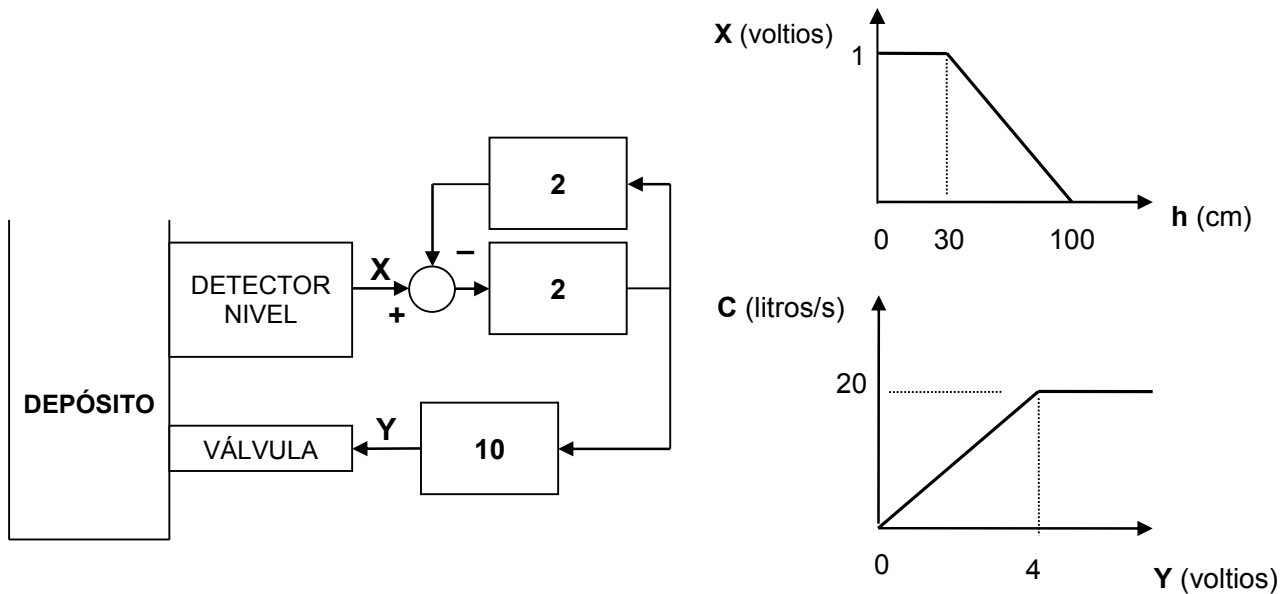 2
X
−
DETECTOR
NIVEL
+
2
DEPÓSITO
VÁLVULA
Y
10
X (voltios)
1
0 30 100
h (cm)
C (litros/s)
20
0 4
Y (voltios)